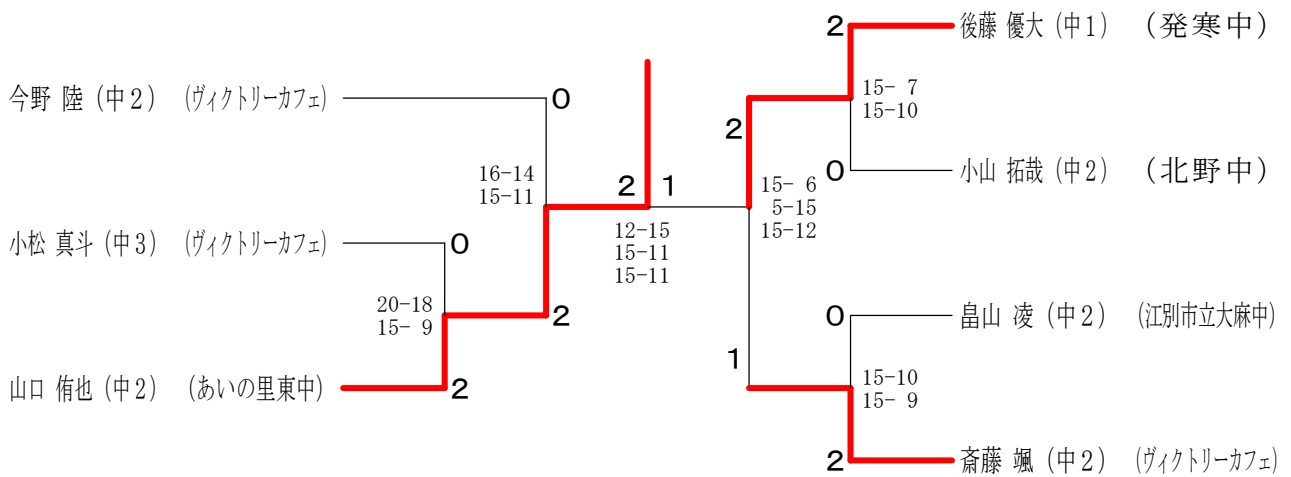 2 後藤 優大 (中1) (発寒中)
今野 陸 (中2) (ヴィクトリーカフェ) 0
15- 7
15-10
2
0 小山 拓哉 (中2) (北野中)
16-14
15-11
2 1
15- 6
5-15
15-12
12-15
15-11
15-11
小松 真斗 (中3) (ヴィクトリーカフェ) 0
20-18
15- 9
2
0 畠山 凌 (中2) (江別市立大麻中)
1
山口 侑也 (中2) (あいの里東中) 2
15-10
15- 9
2 斎藤 颯 (中2) (ヴィクトリーカフェ)